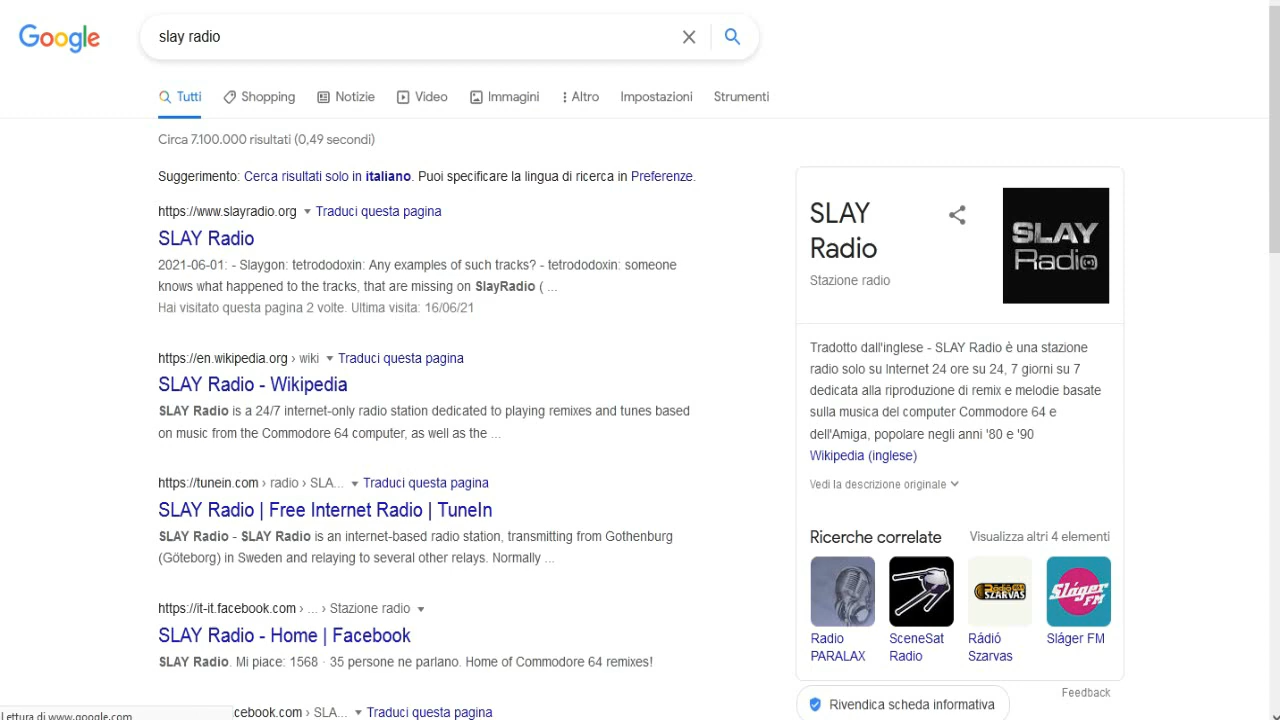 Google
slay radio
Tutti
Shopping
Notizie
Video
Immagini
Altro
Impostazioni
Strumenti
Circa 7.100.000 risultati (0,49 secondi)
Suggerimento: Cerca risultati solo in italiano. Puoi specificare la lingua di ricerca in Preferenze.
https://www.slayradio.org Traduci questa pagina
SLAY Radio
2021-06-01: - Slaygon: tetrododoxin: Any examples of such tracks? - tetrododoxin: someone
knows what happened to the tracks, that are missing on SlayRadio ( ...
Hai visitato questa pagina 2 volte. Ultima visita: 16/06/21
https://en.wikipedia.org › wiki Traduci questa pagina
SLAY Radio - Wikipedia
SLAY Radio is a 24/7 internet-only radio station dedicated to playing remixes and tunes based
on music from the Commodore 64 computer, as well as the ...
https://tunein.com › radio › SLA... Traduci questa pagina
SLAY Radio | Free Internet Radio | TuneIn
SLAY Radio - SLAY Radio is an internet-based radio station, transmitting from Gothenburg
(Göteborg) in Sweden and relaying to several other relays. Normally ...
https://it-it.facebook.com › ... › Stazione radio
SLAY Radio - Home | Facebook
SLAY Radio. Mi piace: 1568 · 35 persone ne parlano. Home of Commodore 64 remixes!
cebook.com › SLA... Traduci questa pagina
Lettura di www.google.com
SLAY
Radio
Stazione radio
SLAY
Radio
Tradotto dall'inglese - SLAY Radio è una stazione
radio solo su Internet 24 ore su 24, 7 giorni su 7
dedicata alla riproduzione di remix e melodie basate
sulla musica del computer Commodore 64 e
dell'Amiga, popolare negli anni '80 e '90
Wikipedia (inglese)
Vedi la descrizione originale
Ricerche correlate
Visualizza altri 4 elementi
Radio
PARALAX
SceneSat
Radio
Rádió
SZARVAS
Rádió
Szarvas
Sláger
FM
Sláger FM
Feedback
Rivendica scheda informativa